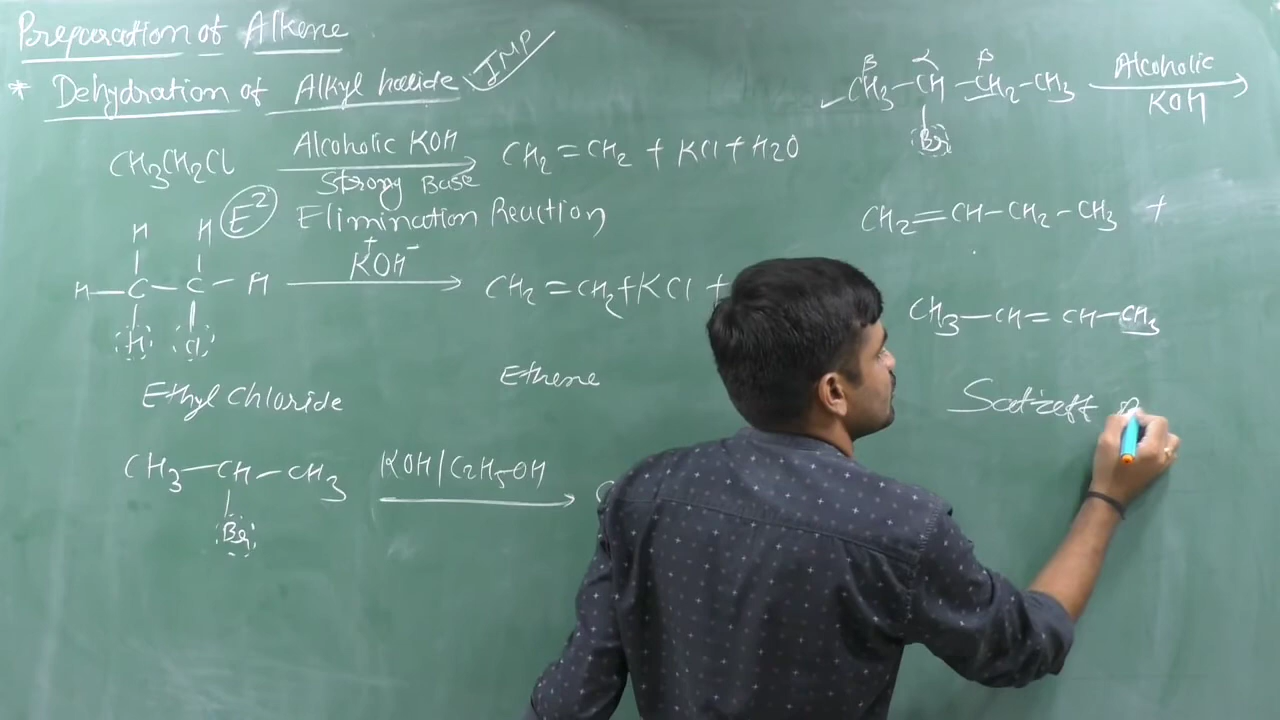 Preparation of Alkene
* Dehydration of Alkyl halide IMP
CH3CH2Cl Alcoholic KOH CH2=CH2 + KCl + H2O
Strong Base
E2 Elimination Reaction
H H
H—C—C—H K+OH- CH2=CH2+KCl +
H Cl
Ethyl Chloride
Ethene
CH3—CH—CH3 KOH/C2H5OH
Br
β α β
CH3—CH—CH2—CH3 Alcoholic
KOH
Br
CH2=CH—CH2—CH3 +
CH3—CH=CH—CH3